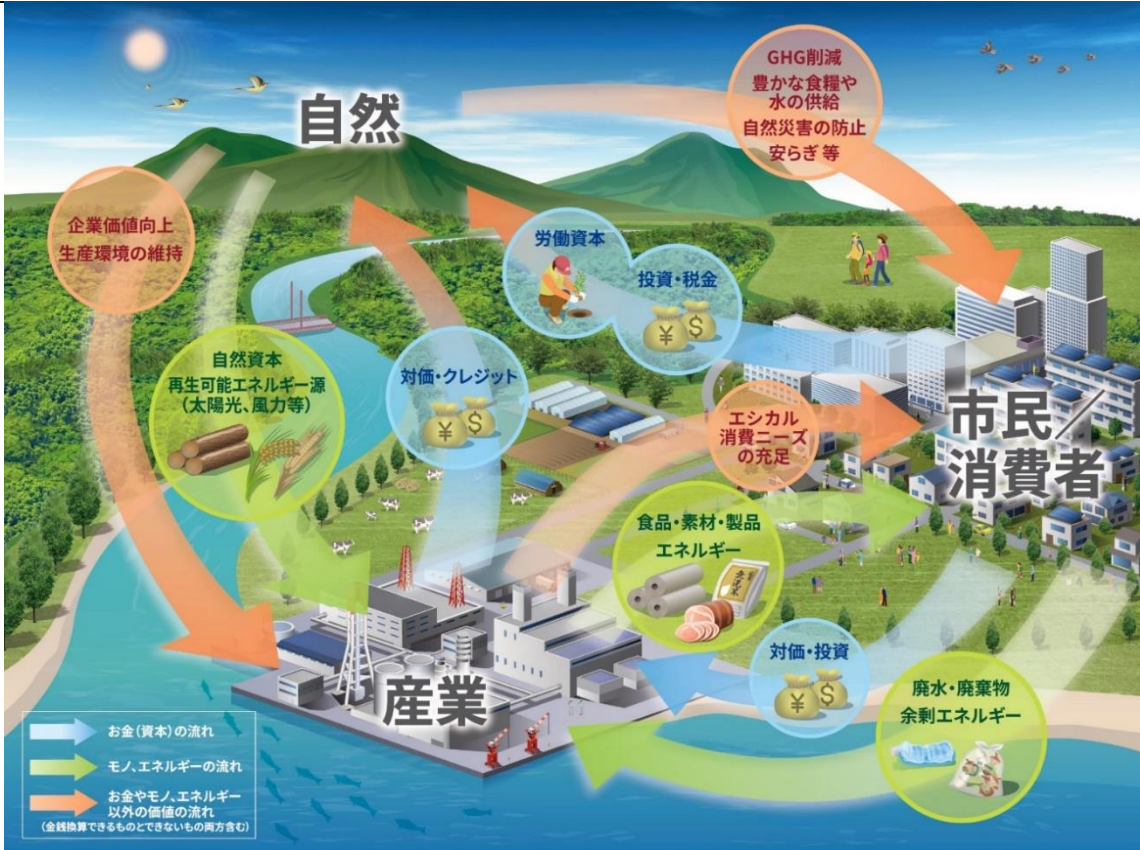 自然
GHG削減
豊かな食糧や
水の供給
自然災害の防止
安らぎ 等
企業価値向上
生産環境の維持
労働資本
投資・税金
¥ $
自然資本
再生可能エネルギー源
(太陽光、風力等)
対価・クレジット
¥ $
エシカル
消費ニーズ
の充足
市民/
消費者
食品・素材・製品
エネルギー
対価・投資
¥ $
産業
廃水・廃棄物
余剰エネルギー
お金(資本)の流れ
モノ、エネルギーの流れ
お金やモノ、エネルギー
以外の価値の流れ
(金銭換算できるものとできないもの両方含む)